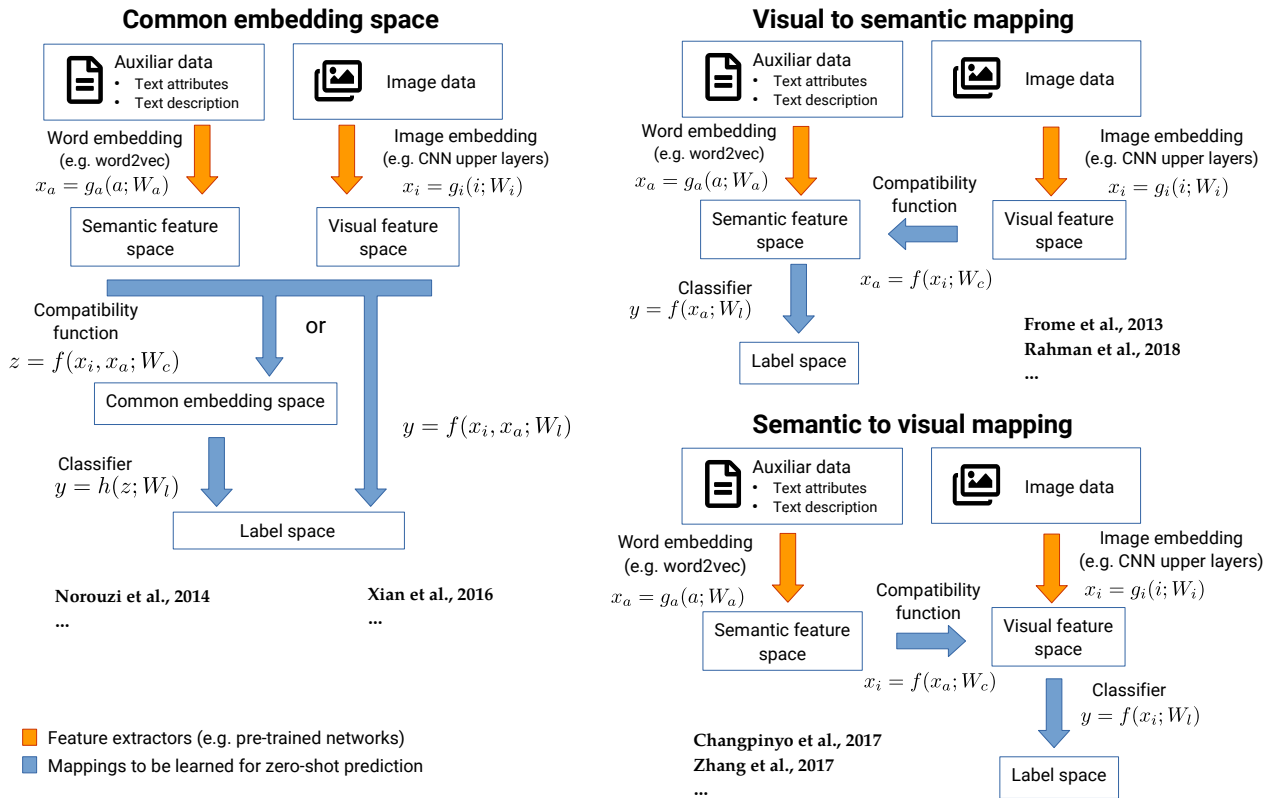 Common embedding space
Auxiliar data
• Text attributes
• Text description
Image data
Word embedding
(e.g. word2vec)
x_a = g_a(a; W_a)
Image embedding
(e.g. CNN upper layers)
x_i = g_i(i; W_i)
Semantic feature
space
Visual feature
space
Compatibility
function
z = f(x_i, x_a; W_c)
or
Common embedding space
y = f(x_i, x_a; W_l)
Classifier
y = h(z; W_l)
Label space
Norouzi et al., 2014
...
Xian et al., 2016
...
Visual to semantic mapping
Auxiliar data
• Text attributes
• Text description
Image data
Word embedding
(e.g. word2vec)
x_a = g_a(a; W_a)
Image embedding
(e.g. CNN upper layers)
x_i = g_i(i; W_i)
Compatibility
function
Semantic feature
space
Visual feature
space
x_a = f(x_i; W_c)
Classifier
y = f(x_a; W_l)
Label space
Frome et al., 2013
Rahman et al., 2018
...
Semantic to visual mapping
Auxiliar data
• Text attributes
• Text description
Image data
Word embedding
(e.g. word2vec)
x_a = g_a(a; W_a)
Image embedding
(e.g. CNN upper layers)
x_i = g_i(i; W_i)
Compatibility
function
Semantic feature
space
Visual feature
space
x_i = f(x_a; W_c)
Classifier
y = f(x_i; W_l)
Label space
Changpinyo et al., 2017
Zhang et al., 2017
...
Feature extractors (e.g. pre-trained networks)
Mappings to be learned for zero-shot prediction